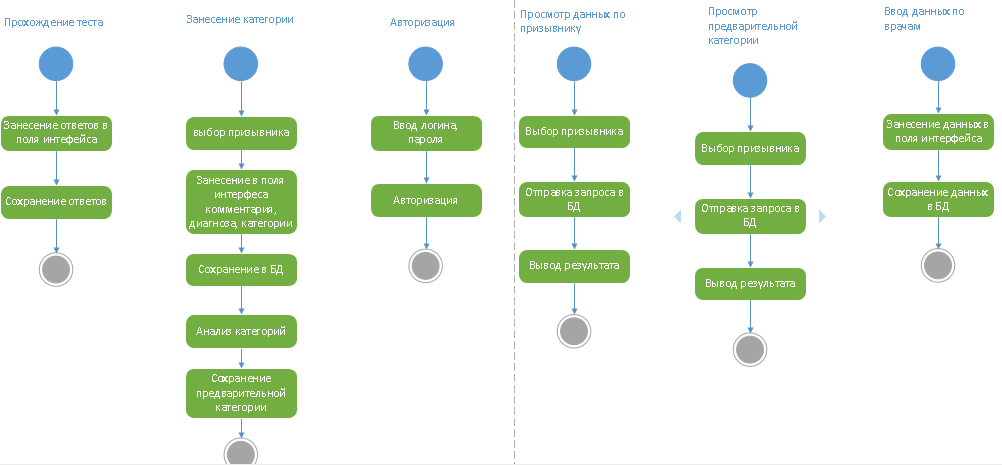 Прохождение теста
Занесение ответов в
поля интефейса
Сохранение ответов
Занесение категории
выбор призывника
Занесение в поля
интерфеса
комментария,
диагноза, категории
Сохранение в БД
Анализ категорий
Сохранение
предварительной
категории
Авторизация
Ввод логина,
пароля
Авторизация
Просмотр данных по
призывнику
Выбор призывника
Отправка запроса в
БД
Вывод результата
Просмотр
предварительной
категории
Выбор призывника
Отправка запроса в
БД
Вывод результата
Ввод данных по
врачам
Занесение данных в
поля интерфейса
Сохранение данных
в БД